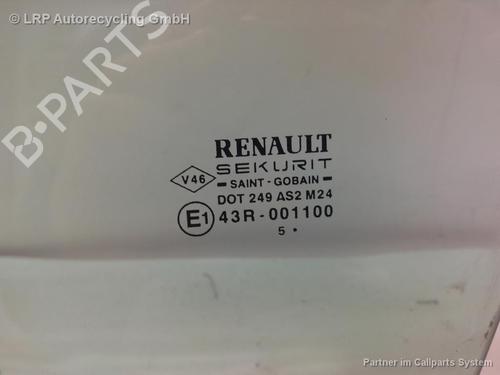 © LRP Autorecycling GmbH
B-PARTS
RENAULT
SEKURIT
V46
SAINT-GOBAIN
DOT 249 AS2 M24
E1 43R-001100
5 •
Partner im Callparts System